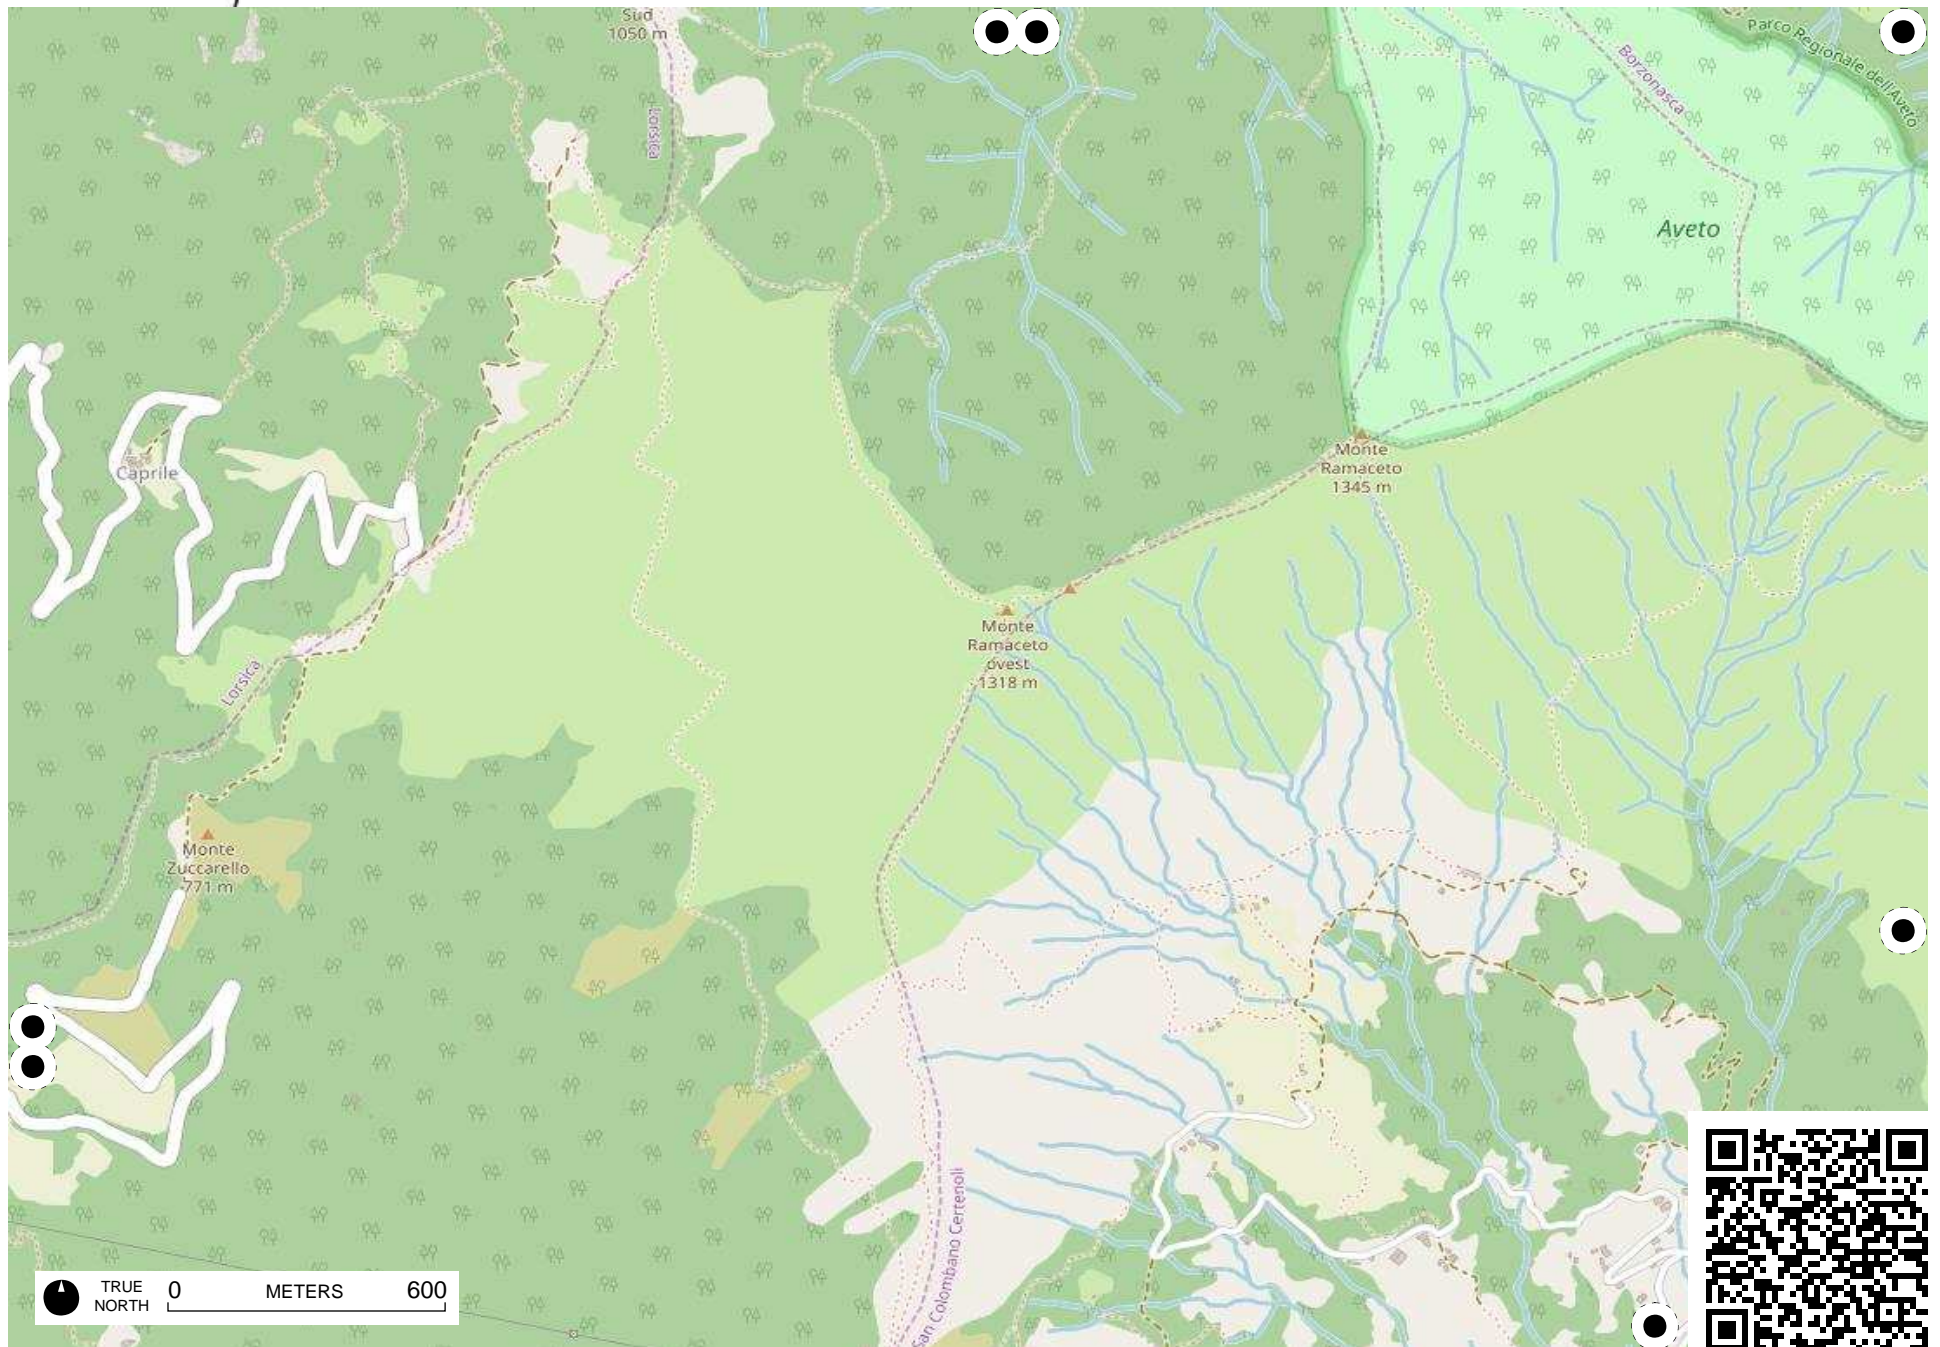 Sud
1050 m
Parco Regionale dell'Aveto
Borzonasca
Lorsica
Aveto
Monte
Ramaceto
1345 m
Caprile
Monte
Ramaceto
ovest
1318 m
Lorsica
Monte
Zuccarello
771 m
San Colombano Certenoli
TRUE
NORTH
0 METERS 600